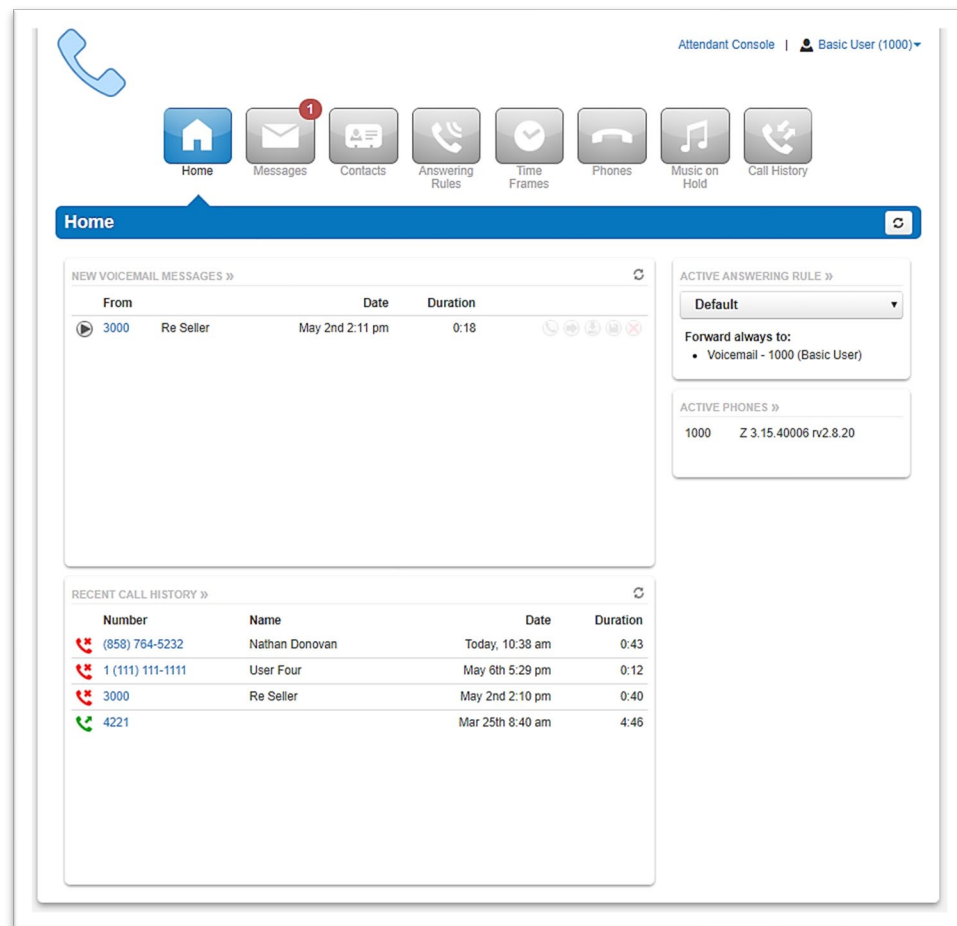 Attendant Console | Basic User (1000)
1
Home Messages Contacts Answering Rules Time Frames Phones Music on Hold Call History
Home
NEW VOICEMAIL MESSAGES »
From Date Duration
3000 Re Seller May 2nd 2:11 pm 0:18
ACTIVE ANSWERING RULE »
Default
Forward always to:
• Voicemail - 1000 (Basic User)
ACTIVE PHONES »
1000 Z 3.15.40006 rv2.8.20
RECENT CALL HISTORY »
Number Name Date Duration
(858) 764-5232 Nathan Donovan Today, 10:38 am 0:43
1 (111) 111-1111 User Four May 6th 5:29 pm 0:12
3000 Re Seller May 2nd 2:10 pm 0:40
4221 Mar 25th 8:40 am 4:46